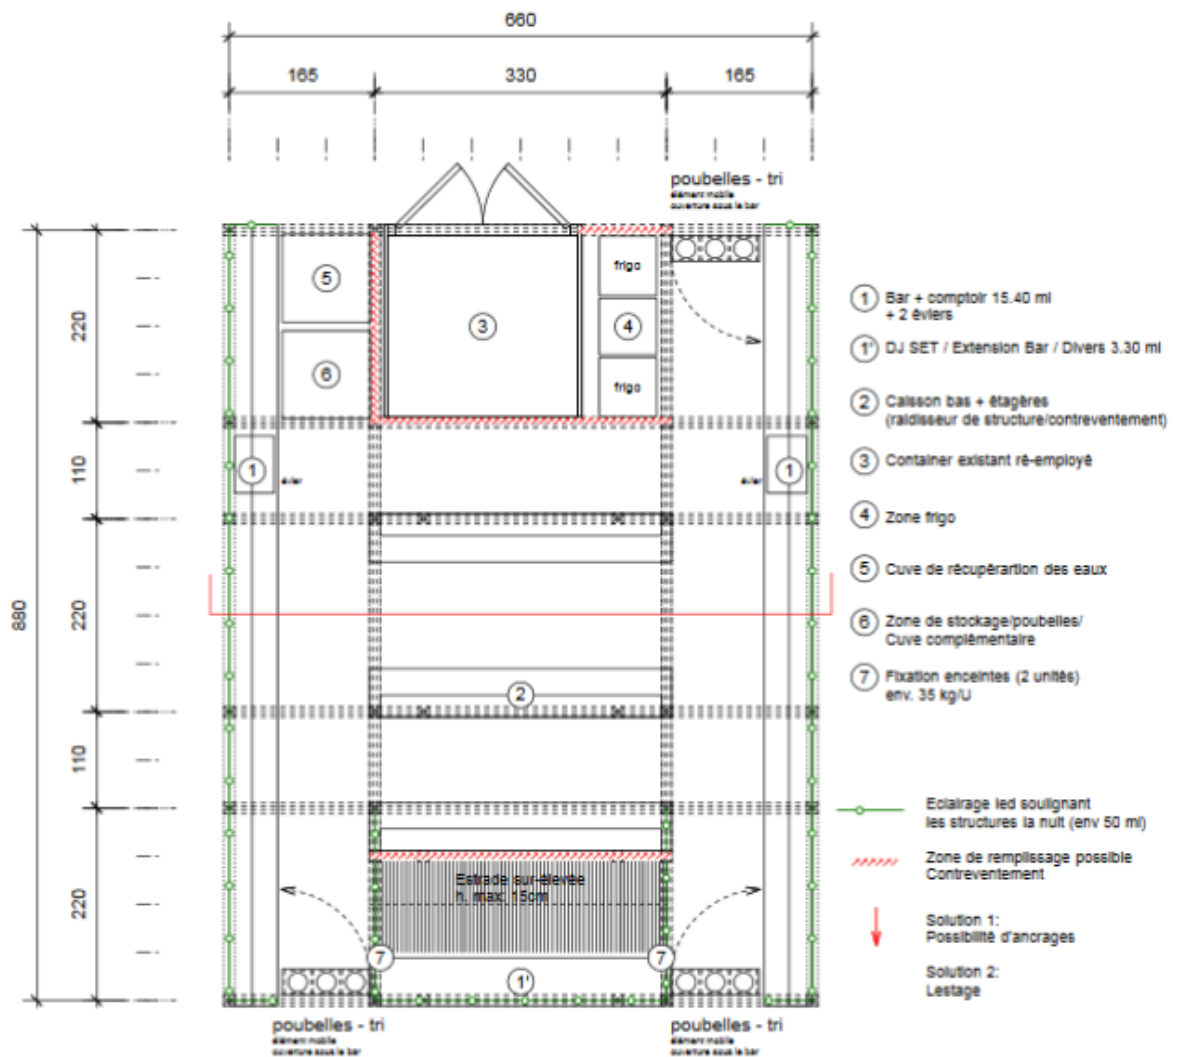 660
165
330
165
poubelles - tri
élément mobile
ouverture sous le bar
frigo
5
3
4
6
frigo
220
110
220
110
220
880
1
évier
évier
1
2
Estrade sur-élevée
h. max: 15cm
7
7
1'
poubelles - tri
élément mobile
ouverture sous le bar
poubelles - tri
élément mobile
ouverture sous le bar
1 Bar + comptoir 15.40 ml
+ 2 éviers
1' DJ SET / Extension Bar / Divers 3.30 ml
2 Caisson bas + étagères
(raidisseur de structure/contreventement)
3 Container existant ré-employé
4 Zone frigo
5 Cuve de récupérartion des eaux
6 Zone de stockage/poubelles/
Cuve complémentaire
7 Fixation enceintes (2 unités)
env. 35 kg/U
Eclairage led soulignant
les structures la nuit (env 50 ml)
Zone de remplissage possible
Contreventement
Solution 1:
Possibilité d'ancrages
Solution 2:
Lestage